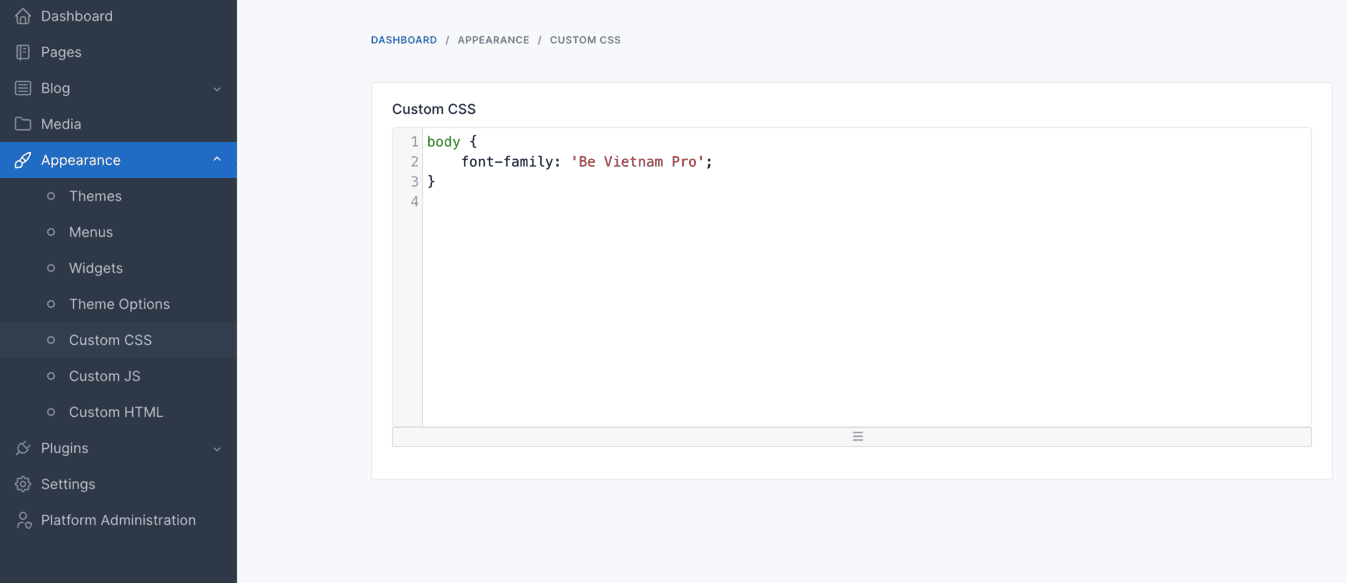 Dashboard
Pages
Blog
Media
Appearance
Themes
Menus
Widgets
Theme Options
Custom CSS
Custom JS
Custom HTML
Plugins
Settings
Platform Administration
DASHBOARD / APPEARANCE / CUSTOM CSS
Custom CSS
1 body {
2     font-family: 'Be Vietnam Pro';
3 }
4